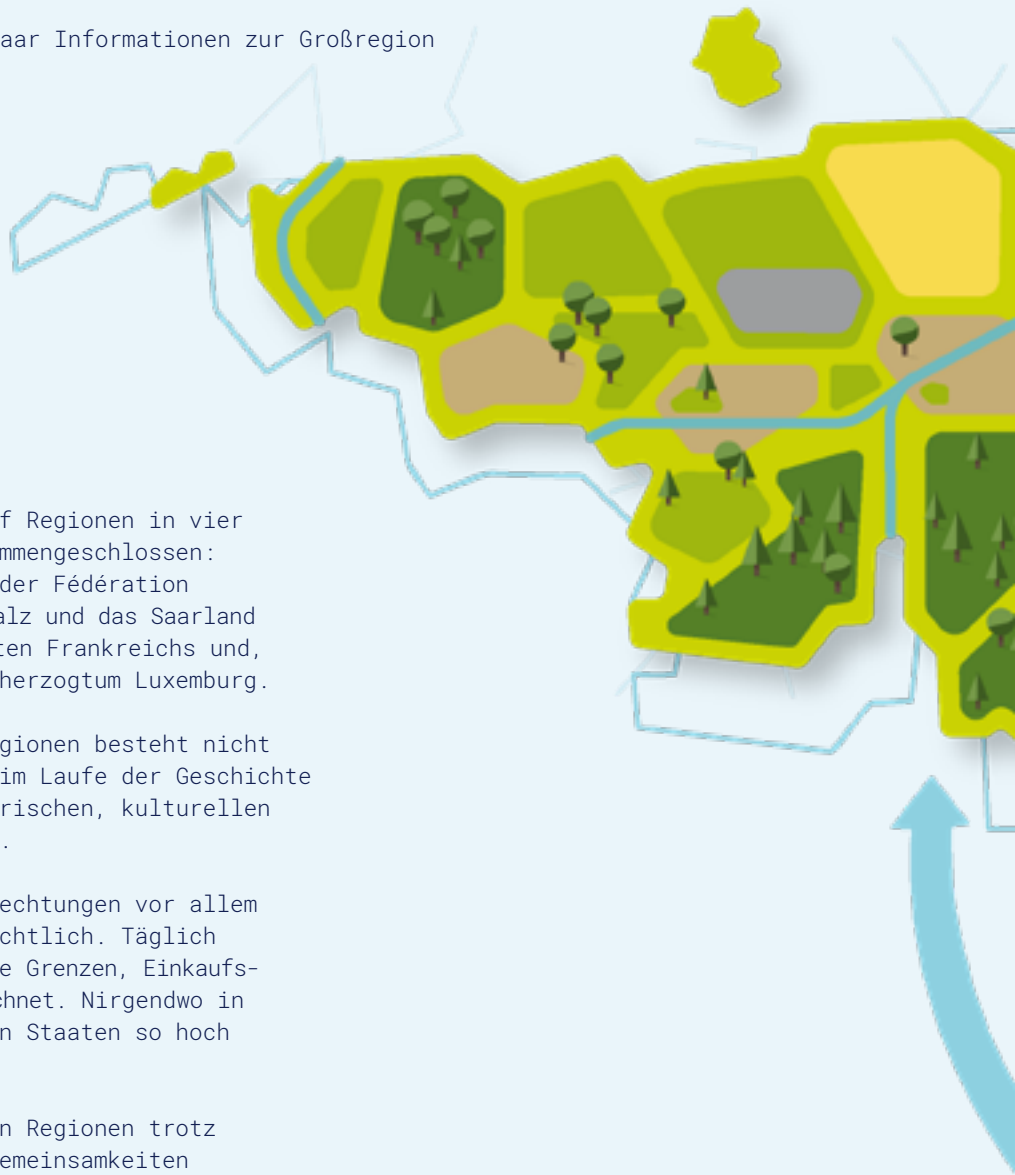 aar Informationen zur Großregion
f Regionen in vier
mmengeschlossen:
der Fédération
alz und das Saarland
ten Frankreichs und,
herzogtum Luxemburg.
gionen besteht nicht
im Laufe der Geschichte
rischen, kulturellen
.
echtungen vor allem
chtlich. Täglich
e Grenzen, Einkaufs-
chnet. Nirgendwo in
n Staaten so hoch
n Regionen trotz
emeinsamkeiten